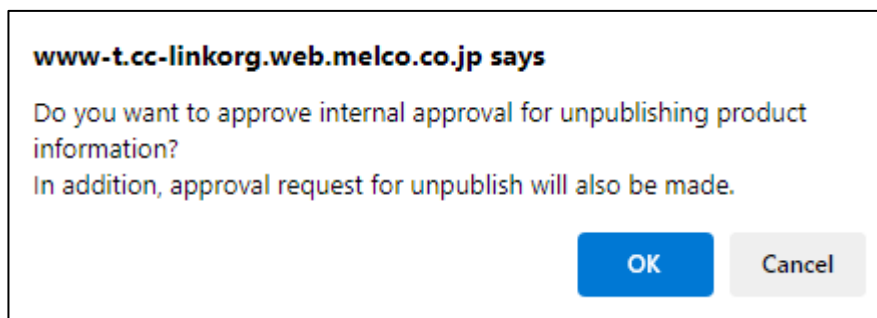 www-t.cc-linkorg.web.melco.co.jp says
Do you want to approve internal approval for unpublishing product
information?
In addition, approval request for unpublish will also be made.
OK
Cancel